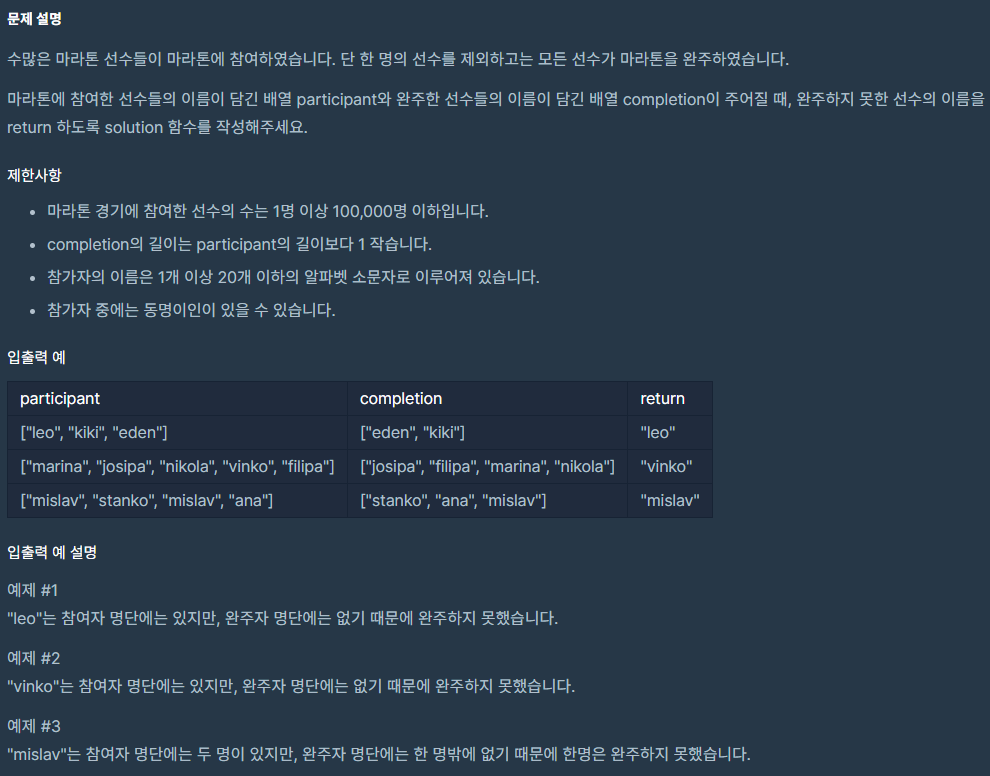 문제 설명
수많은 마라톤 선수들이 마라톤에 참여하였습니다. 단 한 명의 선수를 제외하고는 모든 선수가 마라톤을 완주하였습니다.
마라톤에 참여한 선수들의 이름이 담긴 배열 participant와 완주한 선수들의 이름이 담긴 배열 completion이 주어질 때, 완주하지 못한 선수의 이름을
return 하도록 solution 함수를 작성해주세요.
제한사항
• 마라톤 경기에 참여한 선수의 수는 1명 이상 100,000명 이하입니다.
• completion의 길이는 participant의 길이보다 1 작습니다.
• 참가자의 이름은 1개 이상 20개 이하의 알파벳 소문자로 이루어져 있습니다.
• 참가자 중에는 동명이인이 있을 수 있습니다.
입출력 예
participant completion return
["leo", "kiki", "eden"] ["eden", "kiki"] "leo"
["marina", "josipa", "nikola", "vinko", "filipa"] ["josipa", "filipa", "marina", "nikola"] "vinko"
["mislav", "stanko", "mislav", "ana"] ["stanko", "ana", "mislav"] "mislav"
입출력 예 설명
예제 #1
"leo"는 참여자 명단에는 있지만, 완주자 명단에는 없기 때문에 완주하지 못했습니다.
예제 #2
"vinko"는 참여자 명단에는 있지만, 완주자 명단에는 없기 때문에 완주하지 못했습니다.
예제 #3
"mislav"는 참여자 명단에는 두 명이 있지만, 완주자 명단에는 한 명밖에 없기 때문에 한명은 완주하지 못했습니다.